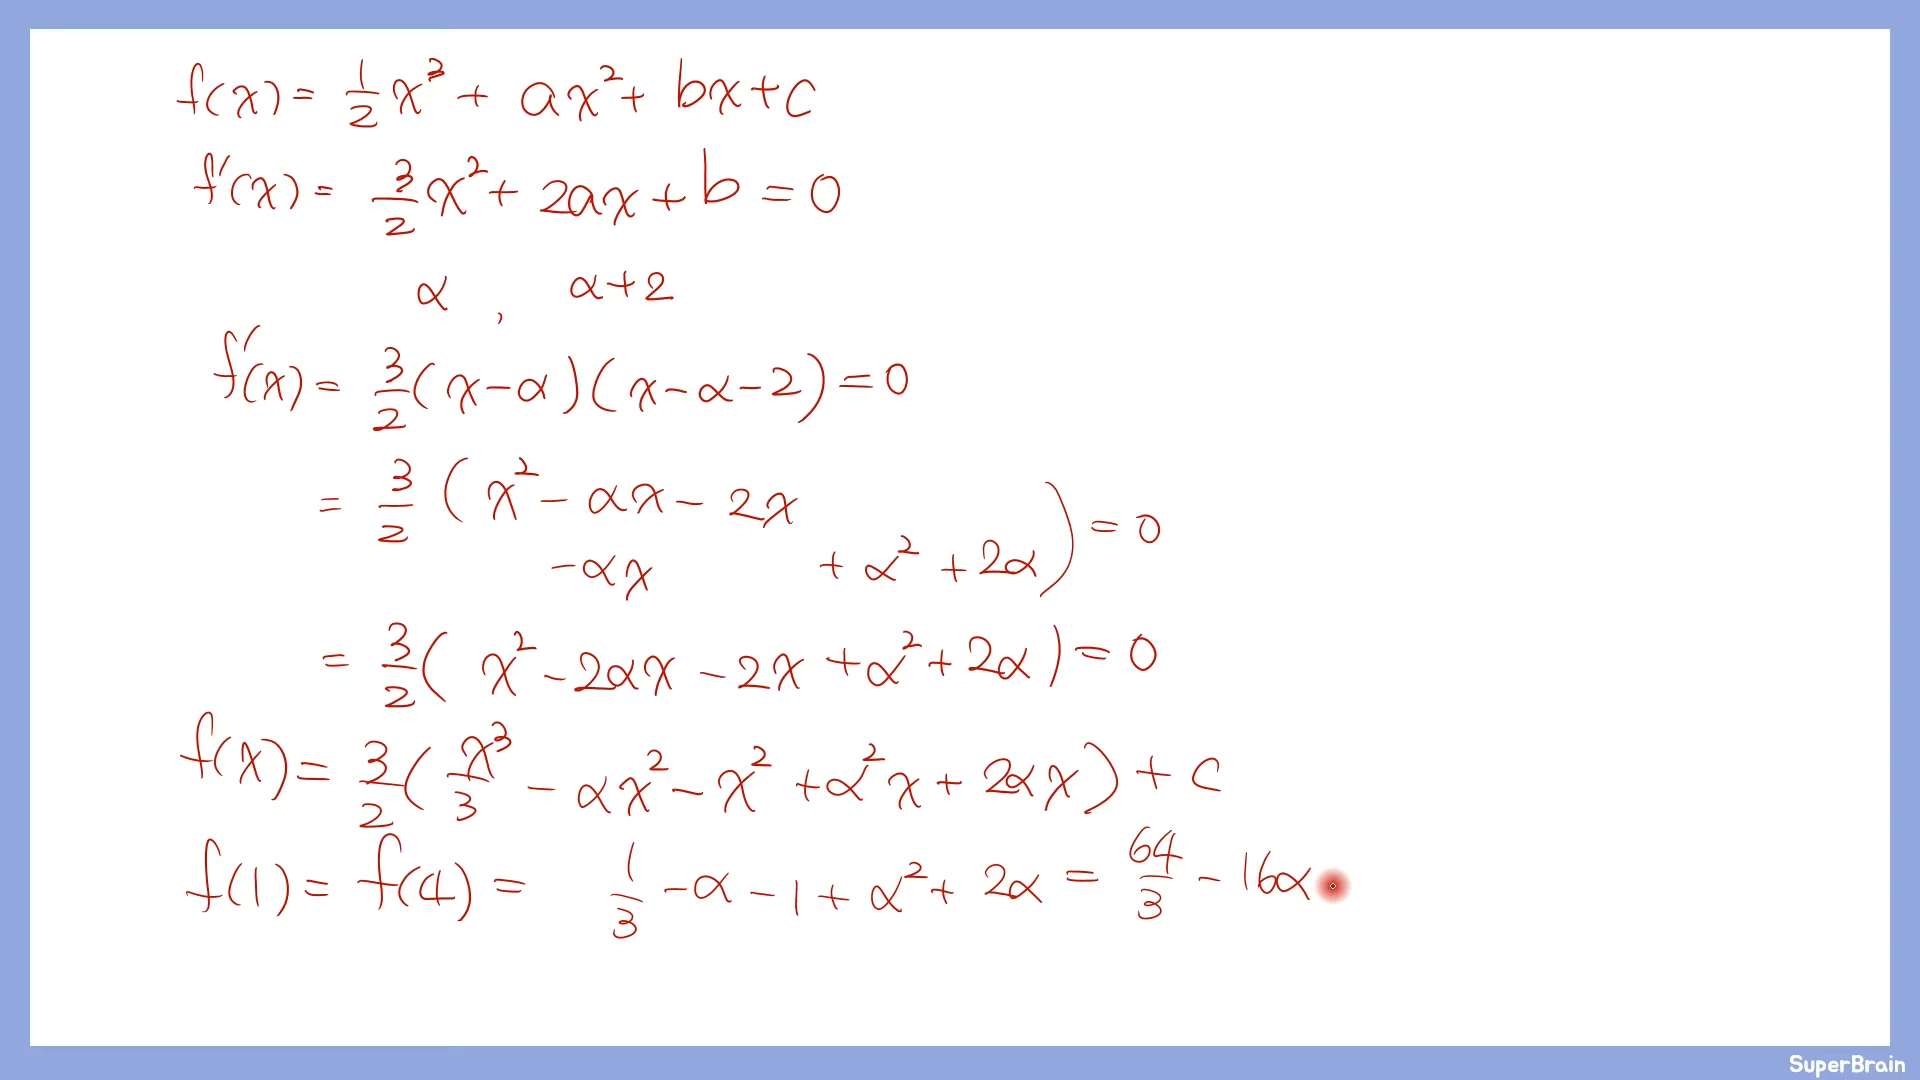 f(x) = 1/2 x³ + ax² + bx + c
f'(x) = 3/2 x² + 2ax + b = 0
α , α+2
f'(x) = 3/2 (x-α)(x-α-2) = 0
= 3/2 (x² - αx - 2x
-αx + α² + 2α) = 0
= 3/2 (x² - 2αx - 2x + α² + 2α) = 0
f(x) = 3/2 (x³/3 - αx² - x² + α²x + 2αx) + c
f(1) = f(4) = 1/3 - α - 1 + α² + 2α = 64/3 - 16α
SuperBrain